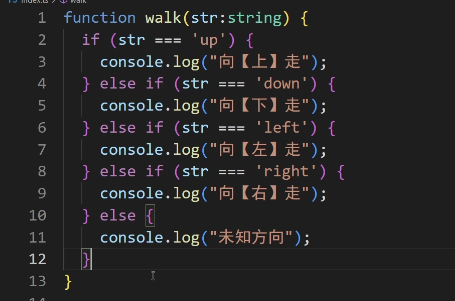 index.ts > walk
1 function walk(str:string) {
2 if (str === 'up') {
3 console.log("向【上】走");
4 } else if (str === 'down') {
5 console.log("向【下】走");
6 } else if (str === 'left') {
7 console.log("向【左】走");
8 } else if (str === 'right') {
9 console.log("向【右】走");
10 } else {
11 console.log("未知方向");
12 }
13 }
14